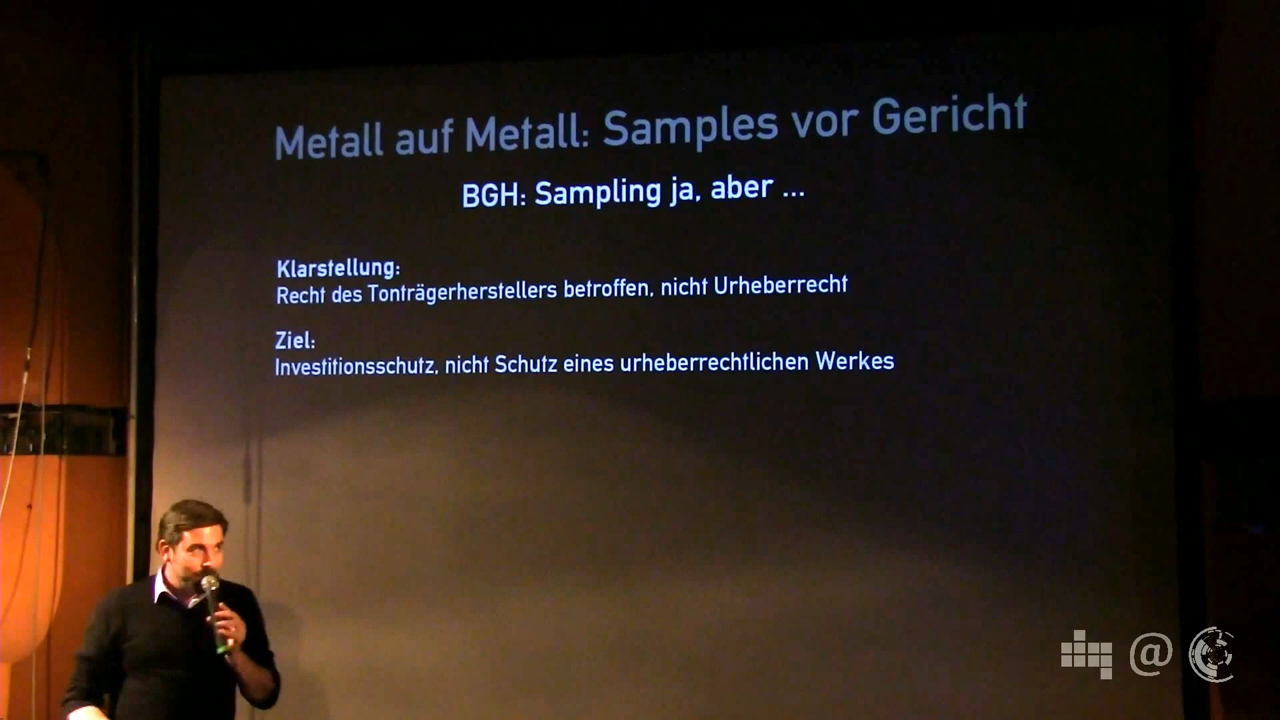 Metall auf Metall: Samples vor Gericht
BGH: Sampling ja, aber ...
Klarstellung:
Recht des Tonträgerherstellers betroffen, nicht Urheberrecht
Ziel:
Investitionsschutz, nicht Schutz eines urheberrechtlichen Werkes
@